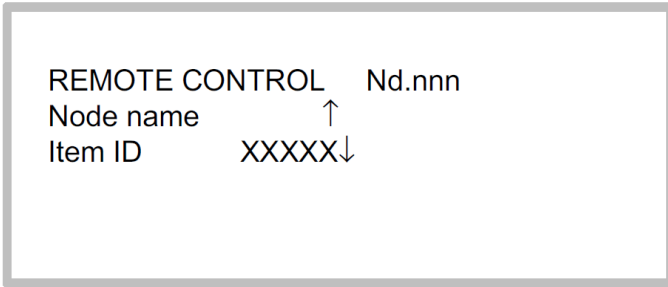 REMOTE CONTROL Nd.nnn
Node name ↑
Item ID XXXXX↓